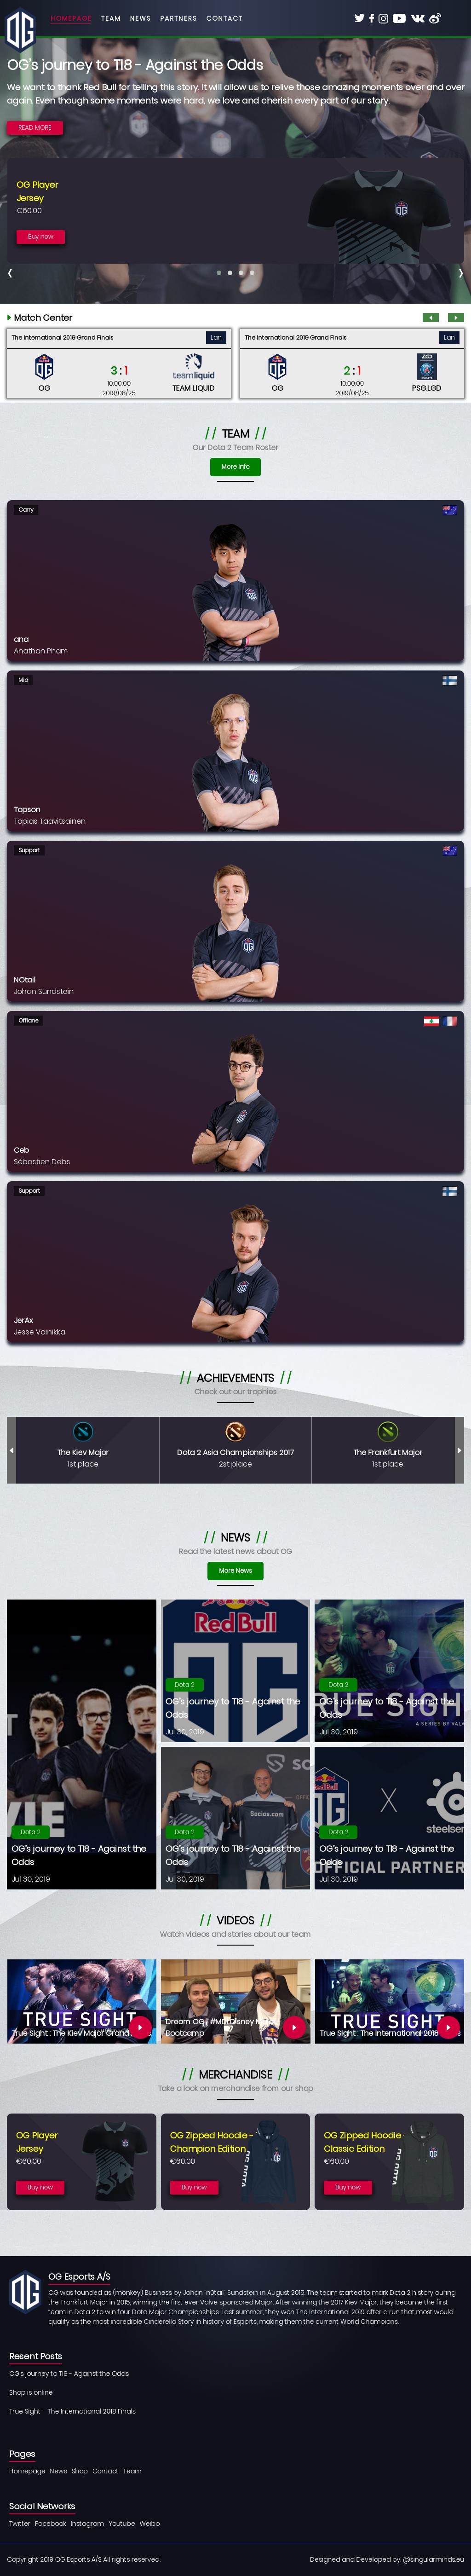 OG
HOMEPAGE TEAM NEWS PARTNERS CONTACT
OG's journey to TI8 - Against the Odds
We want to thank Red Bull for telling this story. It will allow us to relive those amazing moments over and over
again. Even though some moments were hard, we love and cherish every part of our story.
READ MORE
OG Player
Jersey
€60.00
Buy now
OG
Match Center
The International 2019 Grand Finals Lan
OG 3 : 1 TEAM LIQUID
10:00:00
2019/08/25
The International 2019 Grand Finals Lan
OG 2 : 1 PSG.LGD
10:00:00
2019/08/25
// TEAM //
Our Dota 2 Team Roster
More Info
Carry
ana
Anathan Pham
Mid
Topson
Topias Taavitsainen
Support
N0tail
Johan Sundstein
Offlane
Ceb
Sébastien Debs
Support
JerAx
Jesse Vainikka
// ACHIEVEMENTS //
Check out our trophies
The Kiev Major
1st place
Dota 2 Asia Championships 2017
2st place
The Frankfurt Major
1st place
// NEWS //
Read the latest news about OG
More News
Dota 2
OG's journey to TI8 - Against the
Odds
Jul 30, 2019
Red Bull
OG
Dota 2
OG's journey to TI8 - Against the
Odds
Jul 30, 2019
Dota 2
OG's journey to TI8 - Against the
Odds
Jul 30, 2019
A SERIES BY VALV
Dota 2
OG's journey to TI8 - Against the
Odds
Jul 30, 2019
Red Bull
OG X steelser
Dota 2
OG's journey to TI8 - Against the
Odds
OFFICIAL PARTNER
Jul 30, 2019
// VIDEOS //
Watch videos and stories about our team
TRUE SIGHT
True Sight : The Kiev Major Grand
Bootcamp
TRUE SIGHT
True Sight : The International 2018
// MERCHANDISE //
Take a look on merchandise from our shop
OG Player
Jersey
€60.00
Buy now
OG Zipped Hoodie -
Champion Edition
€60.00
Buy now
OG Zipped Hoodie
Classic Edition
€60.00
Buy now
OG
OG Esports A/S
OG was founded as (monkey) Business by Johan "n0tail" Sundstein in August 2015. The team started to mark Dota 2 history during
the Frankfurt Major in 2015, winning the first ever Valve sponsored Major. After winning the 2017 Kiev Major, they became the first
team in Dota 2 to win four Dota Major Championships. Last summer, they won The International 2019 after a run that most would
qualify as the most incredible Cinderella Story in history of Esports, making them the current World Champions.
Resent Posts
OG's journey to TI8 - Against the Odds
Shop is online
True Sight – The International 2018 Finals
Pages
Homepage News Shop Contact Team
Social Networks
Twitter Facebook Instagram Youtube Weibo
Copyright 2019 OG Esports A/S All rights reserved.
Designed and Developed by: @singularminds.eu